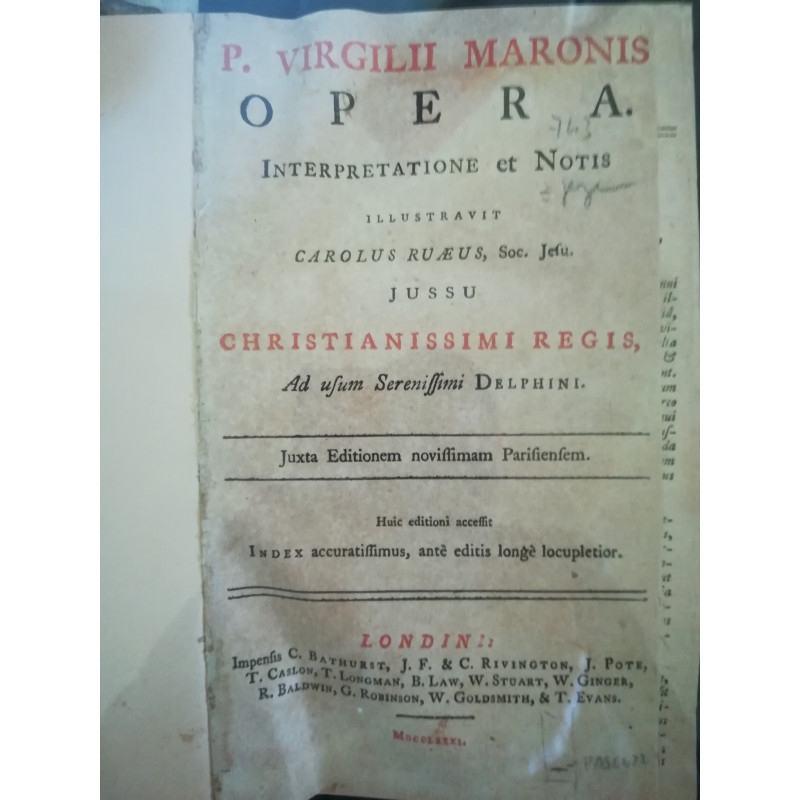 P. VIRGILII MARONIS
OPERA.
INTERPRETATIONE et NOTIS
ILLUSTRAVIT
CAROLUS RUÆUS, Soc. Jeſu.
JUSSU
CHRISTIANISSIMI REGIS,
Ad uſum Sereniſſimi DELPHINI.
Juxta Editionem noviſſimam Pariſienſem.
Huic editioni acceſſit
INDEX accuratiſſimus, antè editis longè locupletior.
LONDINI:
Impenſis C. BATHURST, J. F. & C. RIVINGTON, J. POTE,
T. CASLON, T. LONGMAN, B. LAW, W. STUART, W. GINGER,
R. BALDWIN, G. ROBINSON, W. GOLDSMITH, & T. EVANS.
MDCCLXXXI.